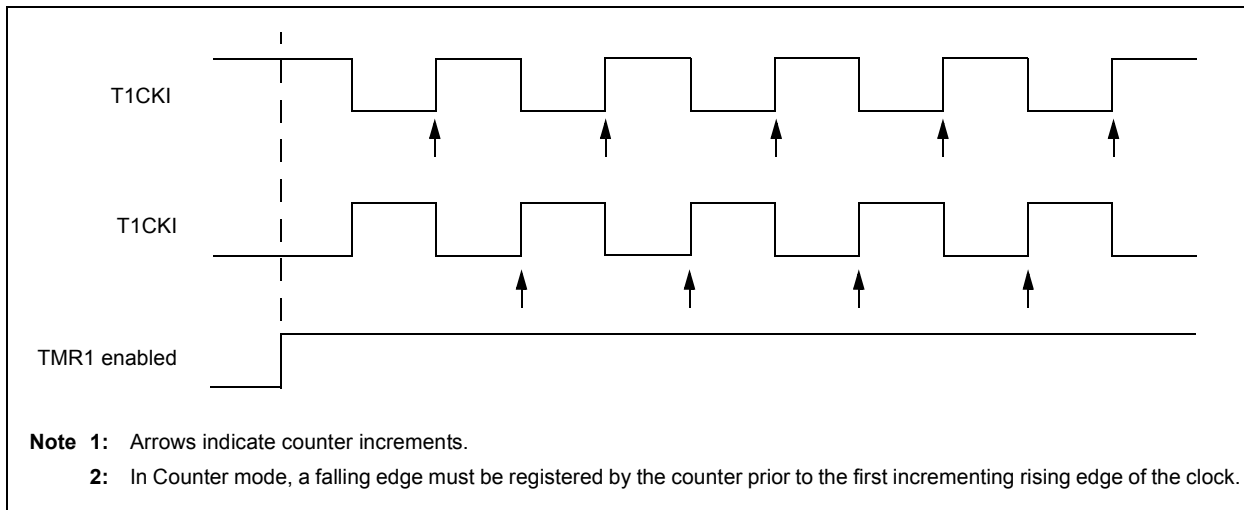 T1CKI
T1CKI
TMR1 enabled
Note 1: Arrows indicate counter increments.
2: In Counter mode, a falling edge must be registered by the counter prior to the first incrementing rising edge of the clock.